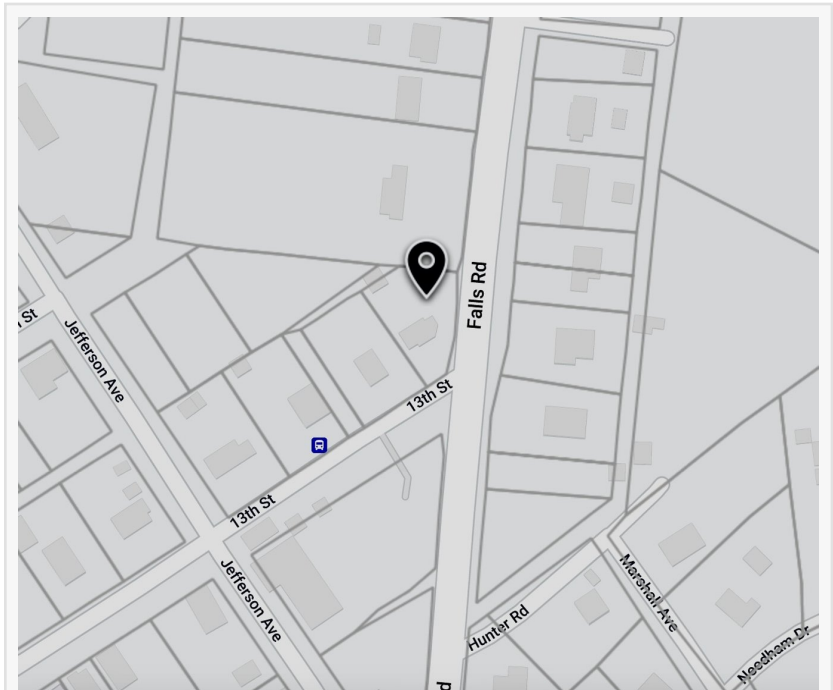 Falls Rd
St
Jefferson Ave
13th St
13th St
Jefferson Ave
Marshall Ave
Hunter Rd
Needham Dr
d